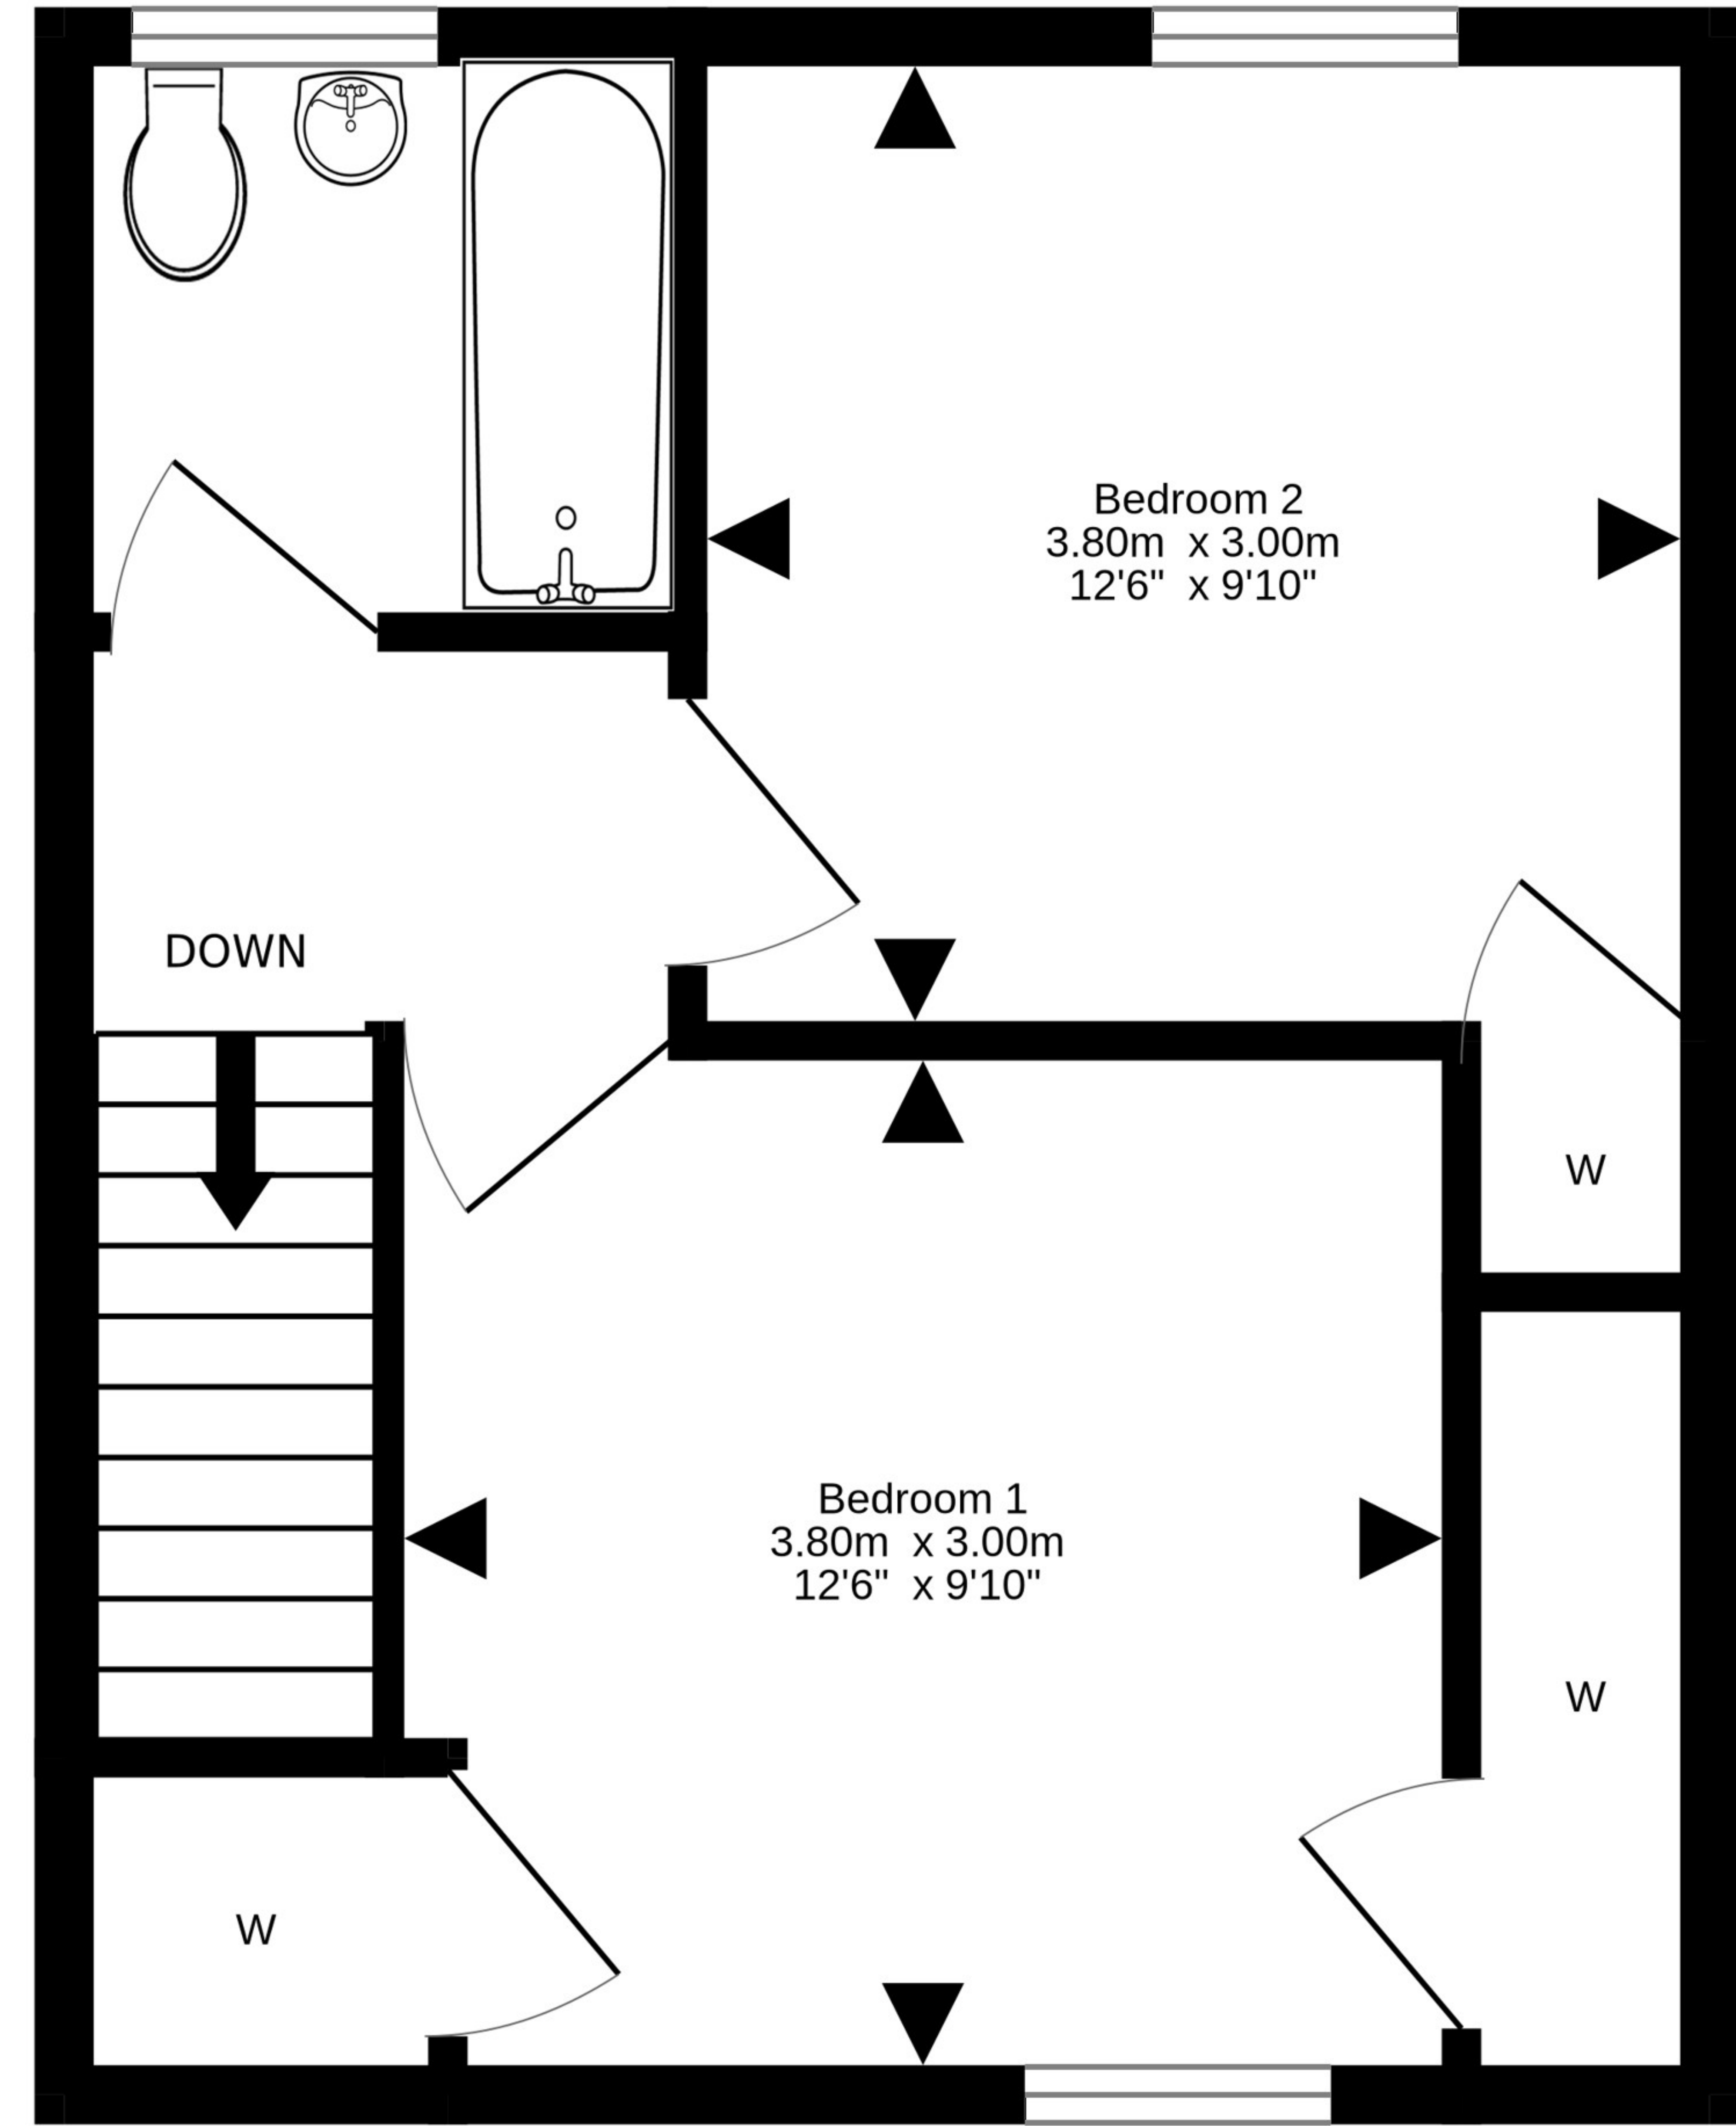 Bedroom 2
3.80m x 3.00m
12'6" x 9'10"
DOWN
W
Bedroom 1
3.80m x 3.00m
12'6" x 9'10"
W
W